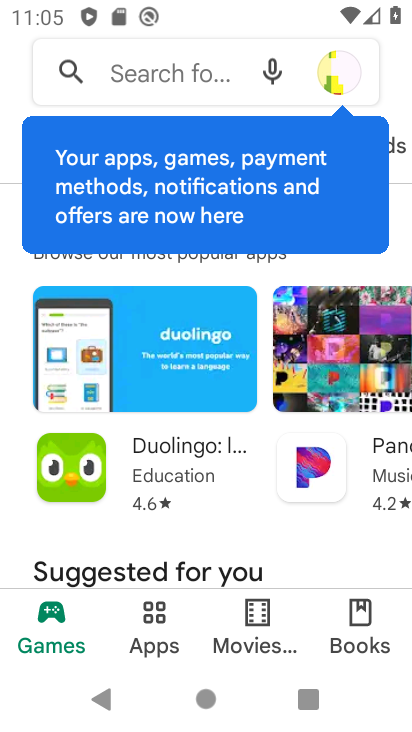 11:05
Search fo...
ds
Your apps, games, payment
methods, notifications and
offers are now here
Browse our most popular apps
Which of these is "the
suitcase"?
duolingo
The world's most popular way
to learn a language
Duolingo: l...
Education
4.6★
Pand
Music
4.2★
Suggested for you
Games
Apps
Movies...
Books